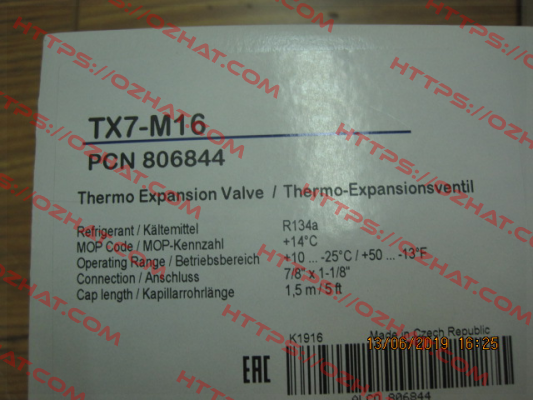 TX7-M16
PCN 806844
Thermo Expansion Valve / Thermo-Expansionsventil
Refrigerant / Kältemittel R134a
MOP Code / MOP-Kennzahl +14°C
Operating Range / Betriebsbereich +10 ... -25°C / +50 ... -13°F
Connection / Anschluss 7/8" x 1-1/8"
Cap length / Kapillarrohrlänge 1,5 m / 5 ft
K1916 Made in Czech Republic
13/06/2019 16:25
EAC
ALCO 806844
HTTPS://OZHAT.COM